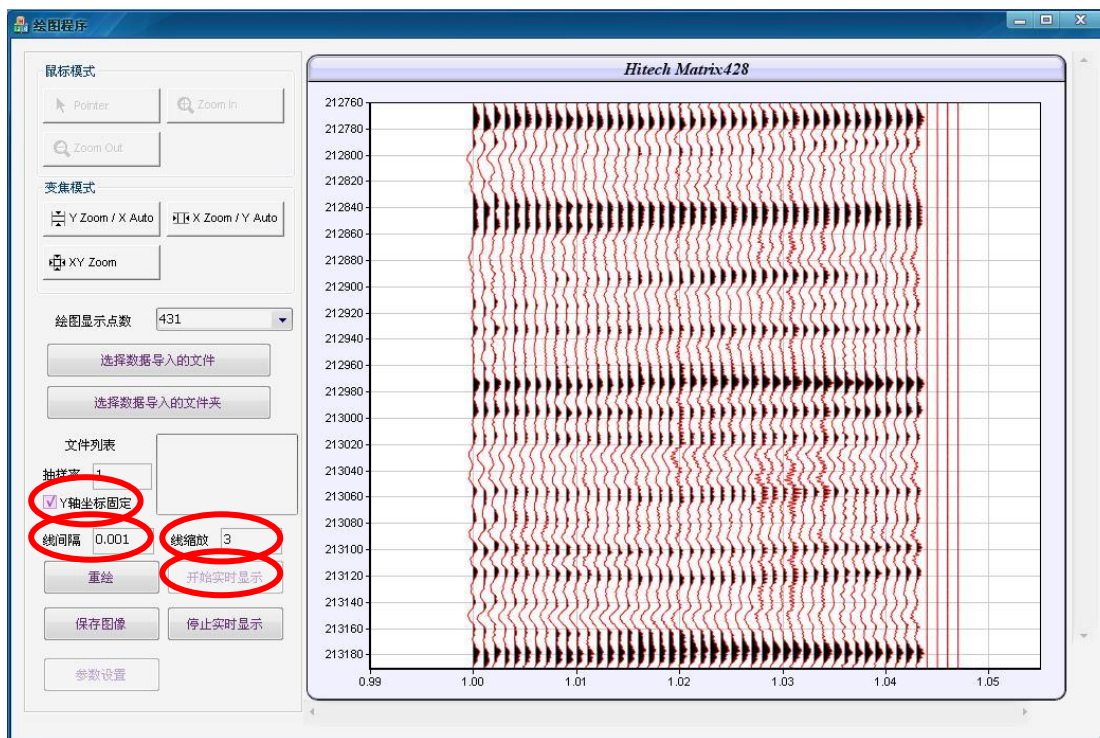 绘图程序
鼠标模式
Pointer
Zoom In
Zoom Out
变焦模式
Y Zoom / X Auto
X Zoom / Y Auto
XY Zoom
绘图显示点数 431
选择数据导入的文件
选择数据导入的文件夹
文件列表
抽样率 1
Y轴坐标固定
线间隔 0.001 线缩放 3
重绘 开始实时显示
保存图像 停止实时显示
参数设置
Hitech Matrix428
212760
212780
212800
212820
212840
212860
212880
212900
212920
212940
212960
212980
213000
213020
213040
213060
213080
213100
213120
213140
213160
213180
0.99 1.00 1.01 1.02 1.03 1.04 1.05